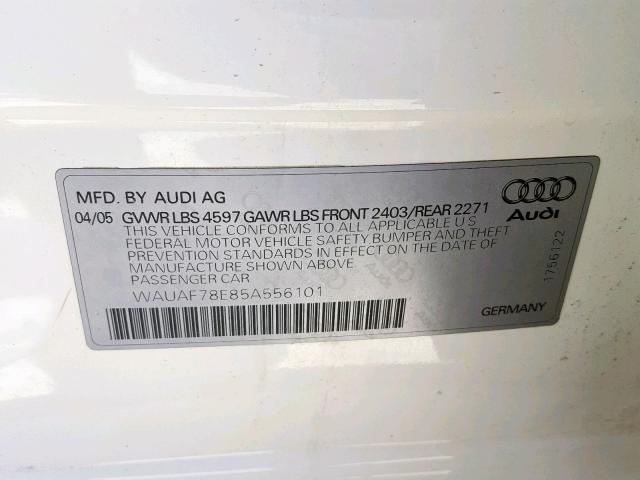 MFD. BY AUDI AG
04/05 GVWR LBS 4597 GAWR LBS FRONT 2403/REAR 2271
THIS VEHICLE CONFORMS TO ALL APPLICABLE U S
FEDERAL MOTOR VEHICLE SAFETY BUMPER AND THEFT
PREVENTION STANDARDS IN EFFECT ON THE DATE OF
MANUFACTURE SHOWN ABOVE
PASSENGER CAR
WAUAF78E85A556101
Audi
1756122
GERMANY